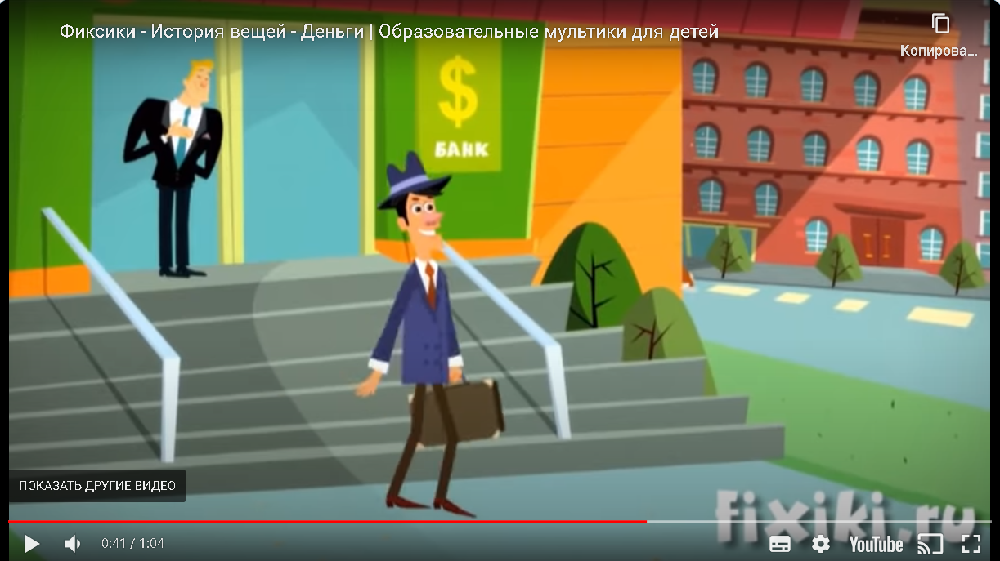 Фиксики - История вещей - Деньги | Образовательные мультики для детей
Копирова...
$
БАНК
ПОКАЗАТЬ ДРУГИЕ ВИДЕО
fixiki.ru
0:41 / 1:04
YouTube